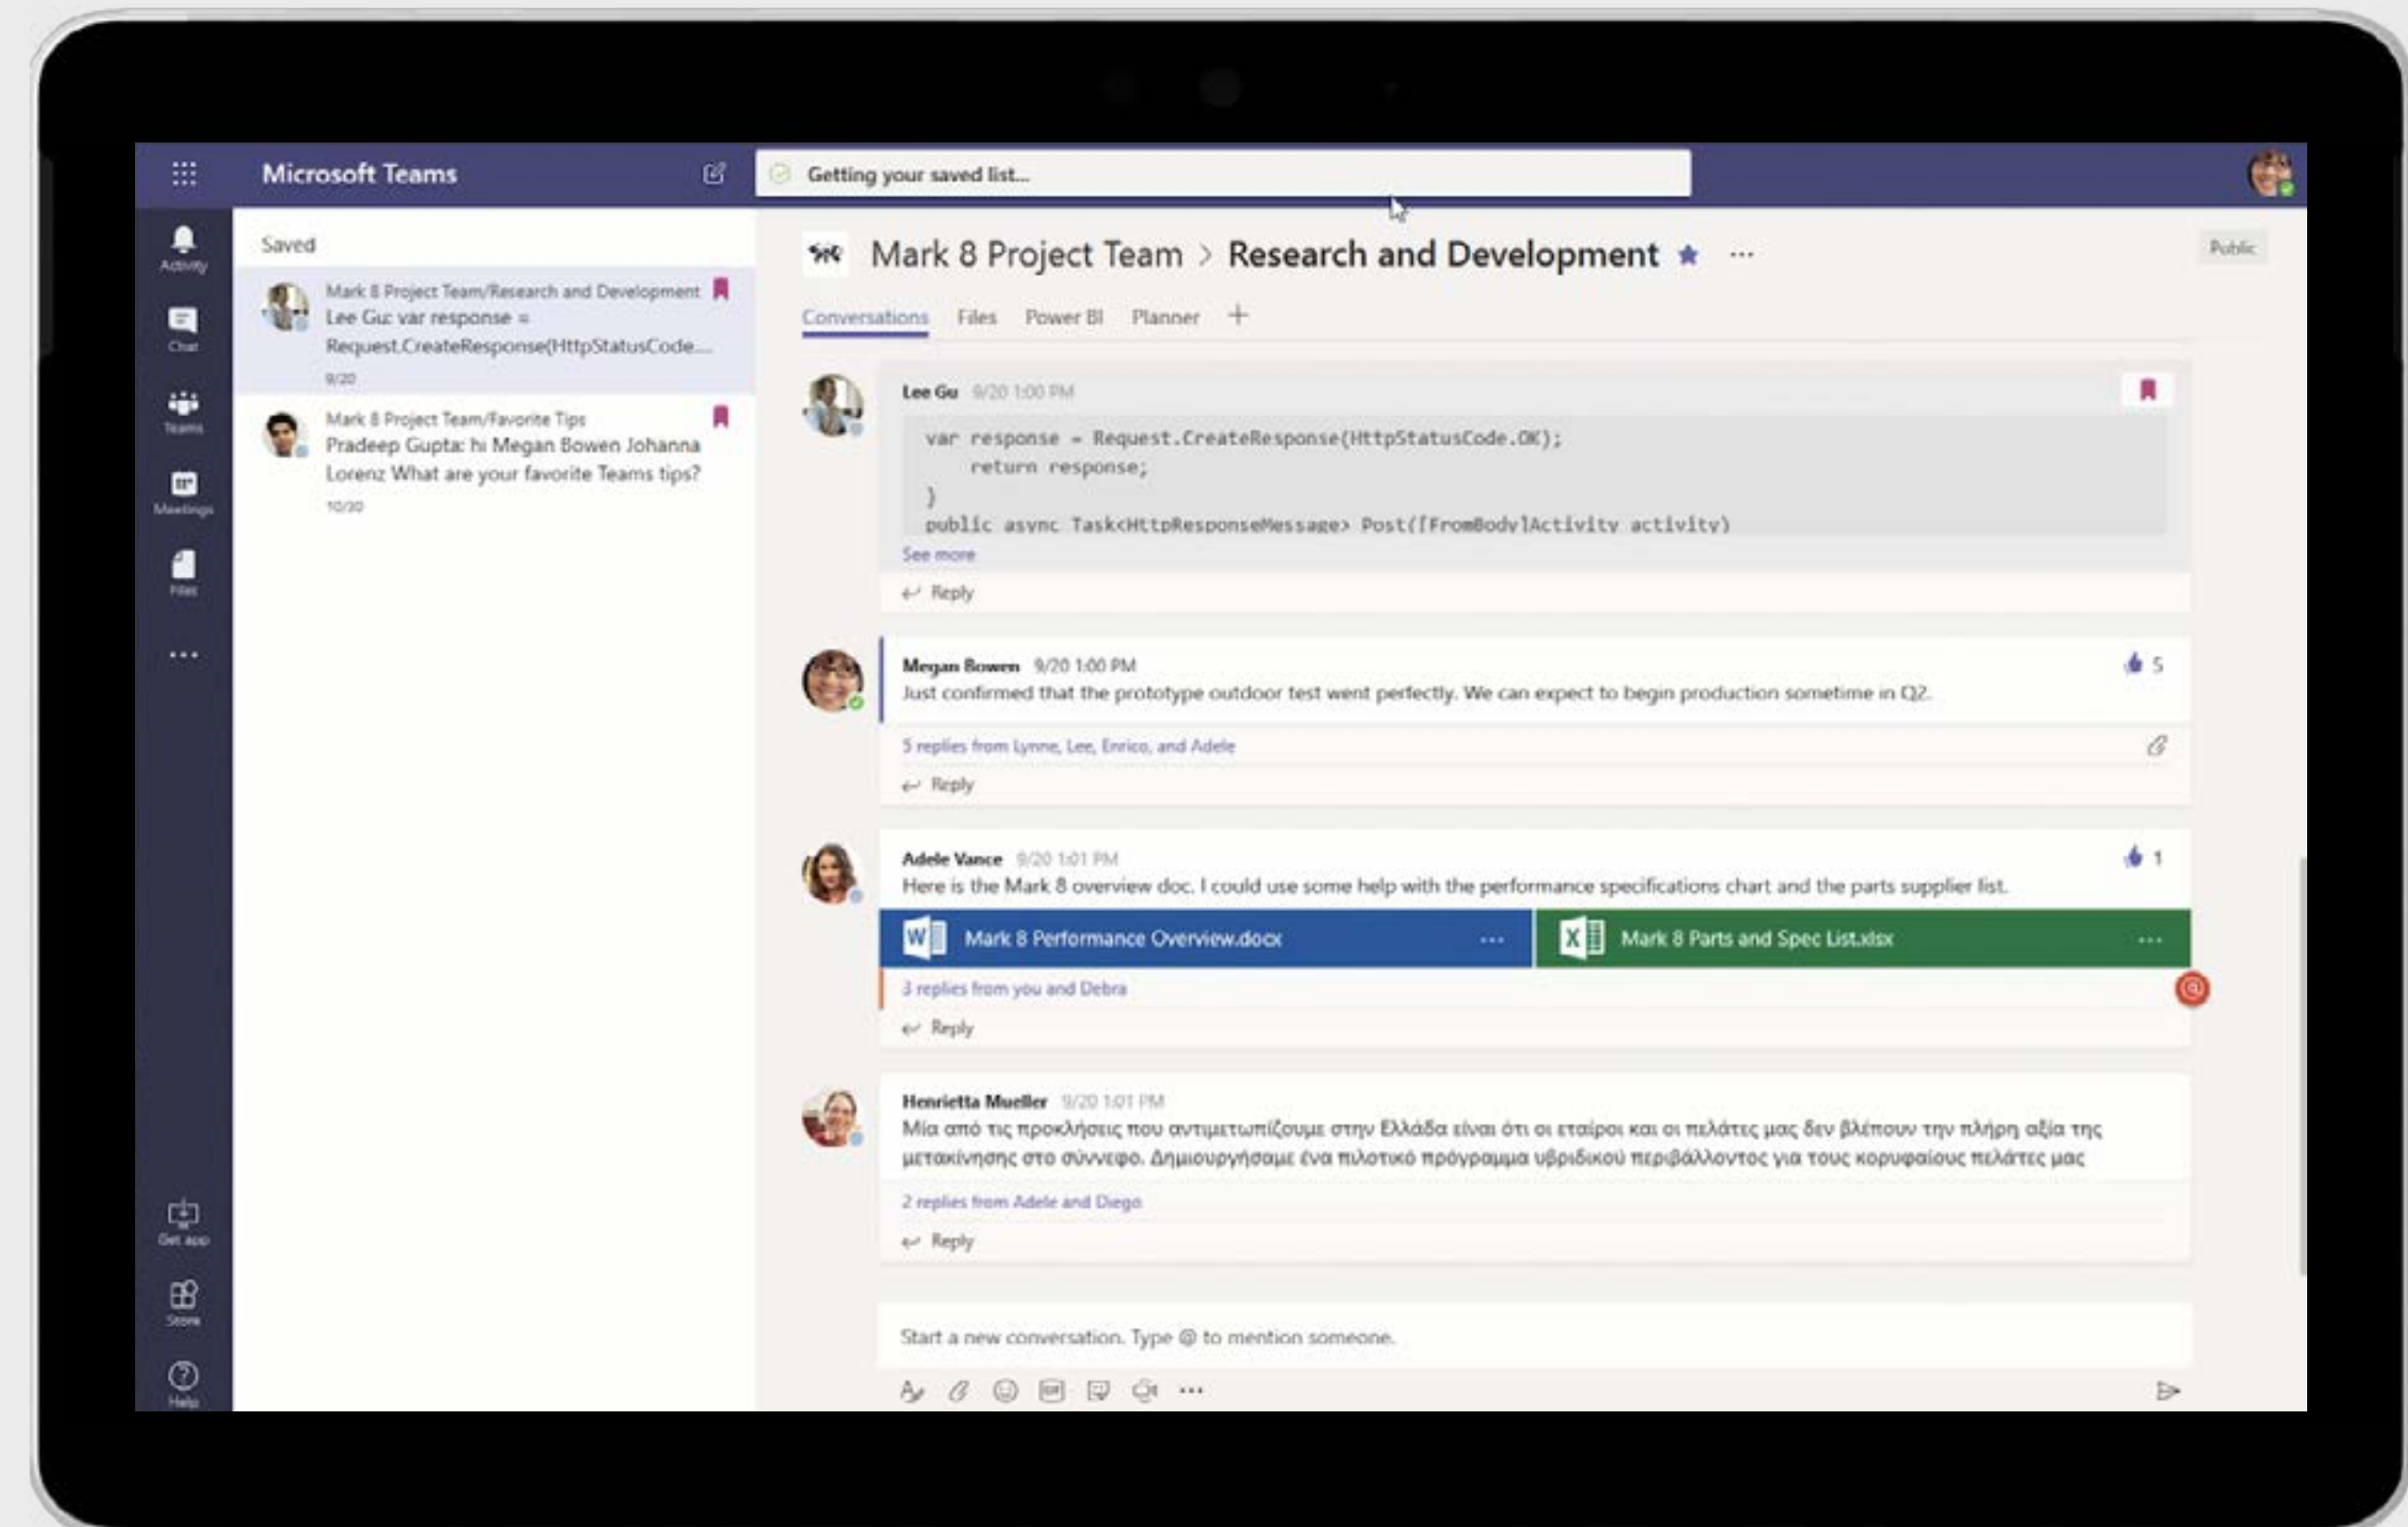 Microsoft Teams
Getting your saved list...
Activity
Chat
Teams
Meetings
Files
Get app
Store
Help
Saved
Mark 8 Project Team/Research and Development
Lee Gu: var response =
Request.CreateResponse(HttpStatusCode....
9/20
Mark 8 Project Team/Favorite Tips
Pradeep Gupta: hi Megan Bowen Johanna
Lorenz What are your favorite Teams tips?
10/30
Mark 8 Project Team > Research and Development
Public
Conversations Files Power BI Planner +
Lee Gu 9/20 1:00 PM
var response = Request.CreateResponse(HttpStatusCode.OK);
return response;
}
public async Task<HttpResponseMessage> Post([FromBody]Activity activity)
See more
Reply
Megan Bowen 9/20 1:00 PM
5
Just confirmed that the prototype outdoor test went perfectly. We can expect to begin production sometime in Q2.
5 replies from Lynne, Lee, Enrico, and Adele
Reply
Adele Vance 9/20 1:01 PM
1
Here is the Mark 8 overview doc. I could use some help with the performance specifications chart and the parts supplier list.
Mark 8 Performance Overview.docx
Mark 8 Parts and Spec List.xlsx
3 replies from you and Debra
Reply
Henrietta Mueller 9/20 1:01 PM
Μία από τις προκλήσεις που αντιμετωπίζουμε στην Ελλάδα είναι ότι οι εταίροι και οι πελάτες μας δεν βλέπουν την πλήρη αξία της
μετακίνησης στο σύννεφο. Δημιουργήσαμε ένα πιλοτικό πρόγραμμα υβριδικού περιβάλλοντος για τους κορυφαίους πελάτες μας
2 replies from Adele and Diego
Reply
Start a new conversation. Type @ to mention someone.